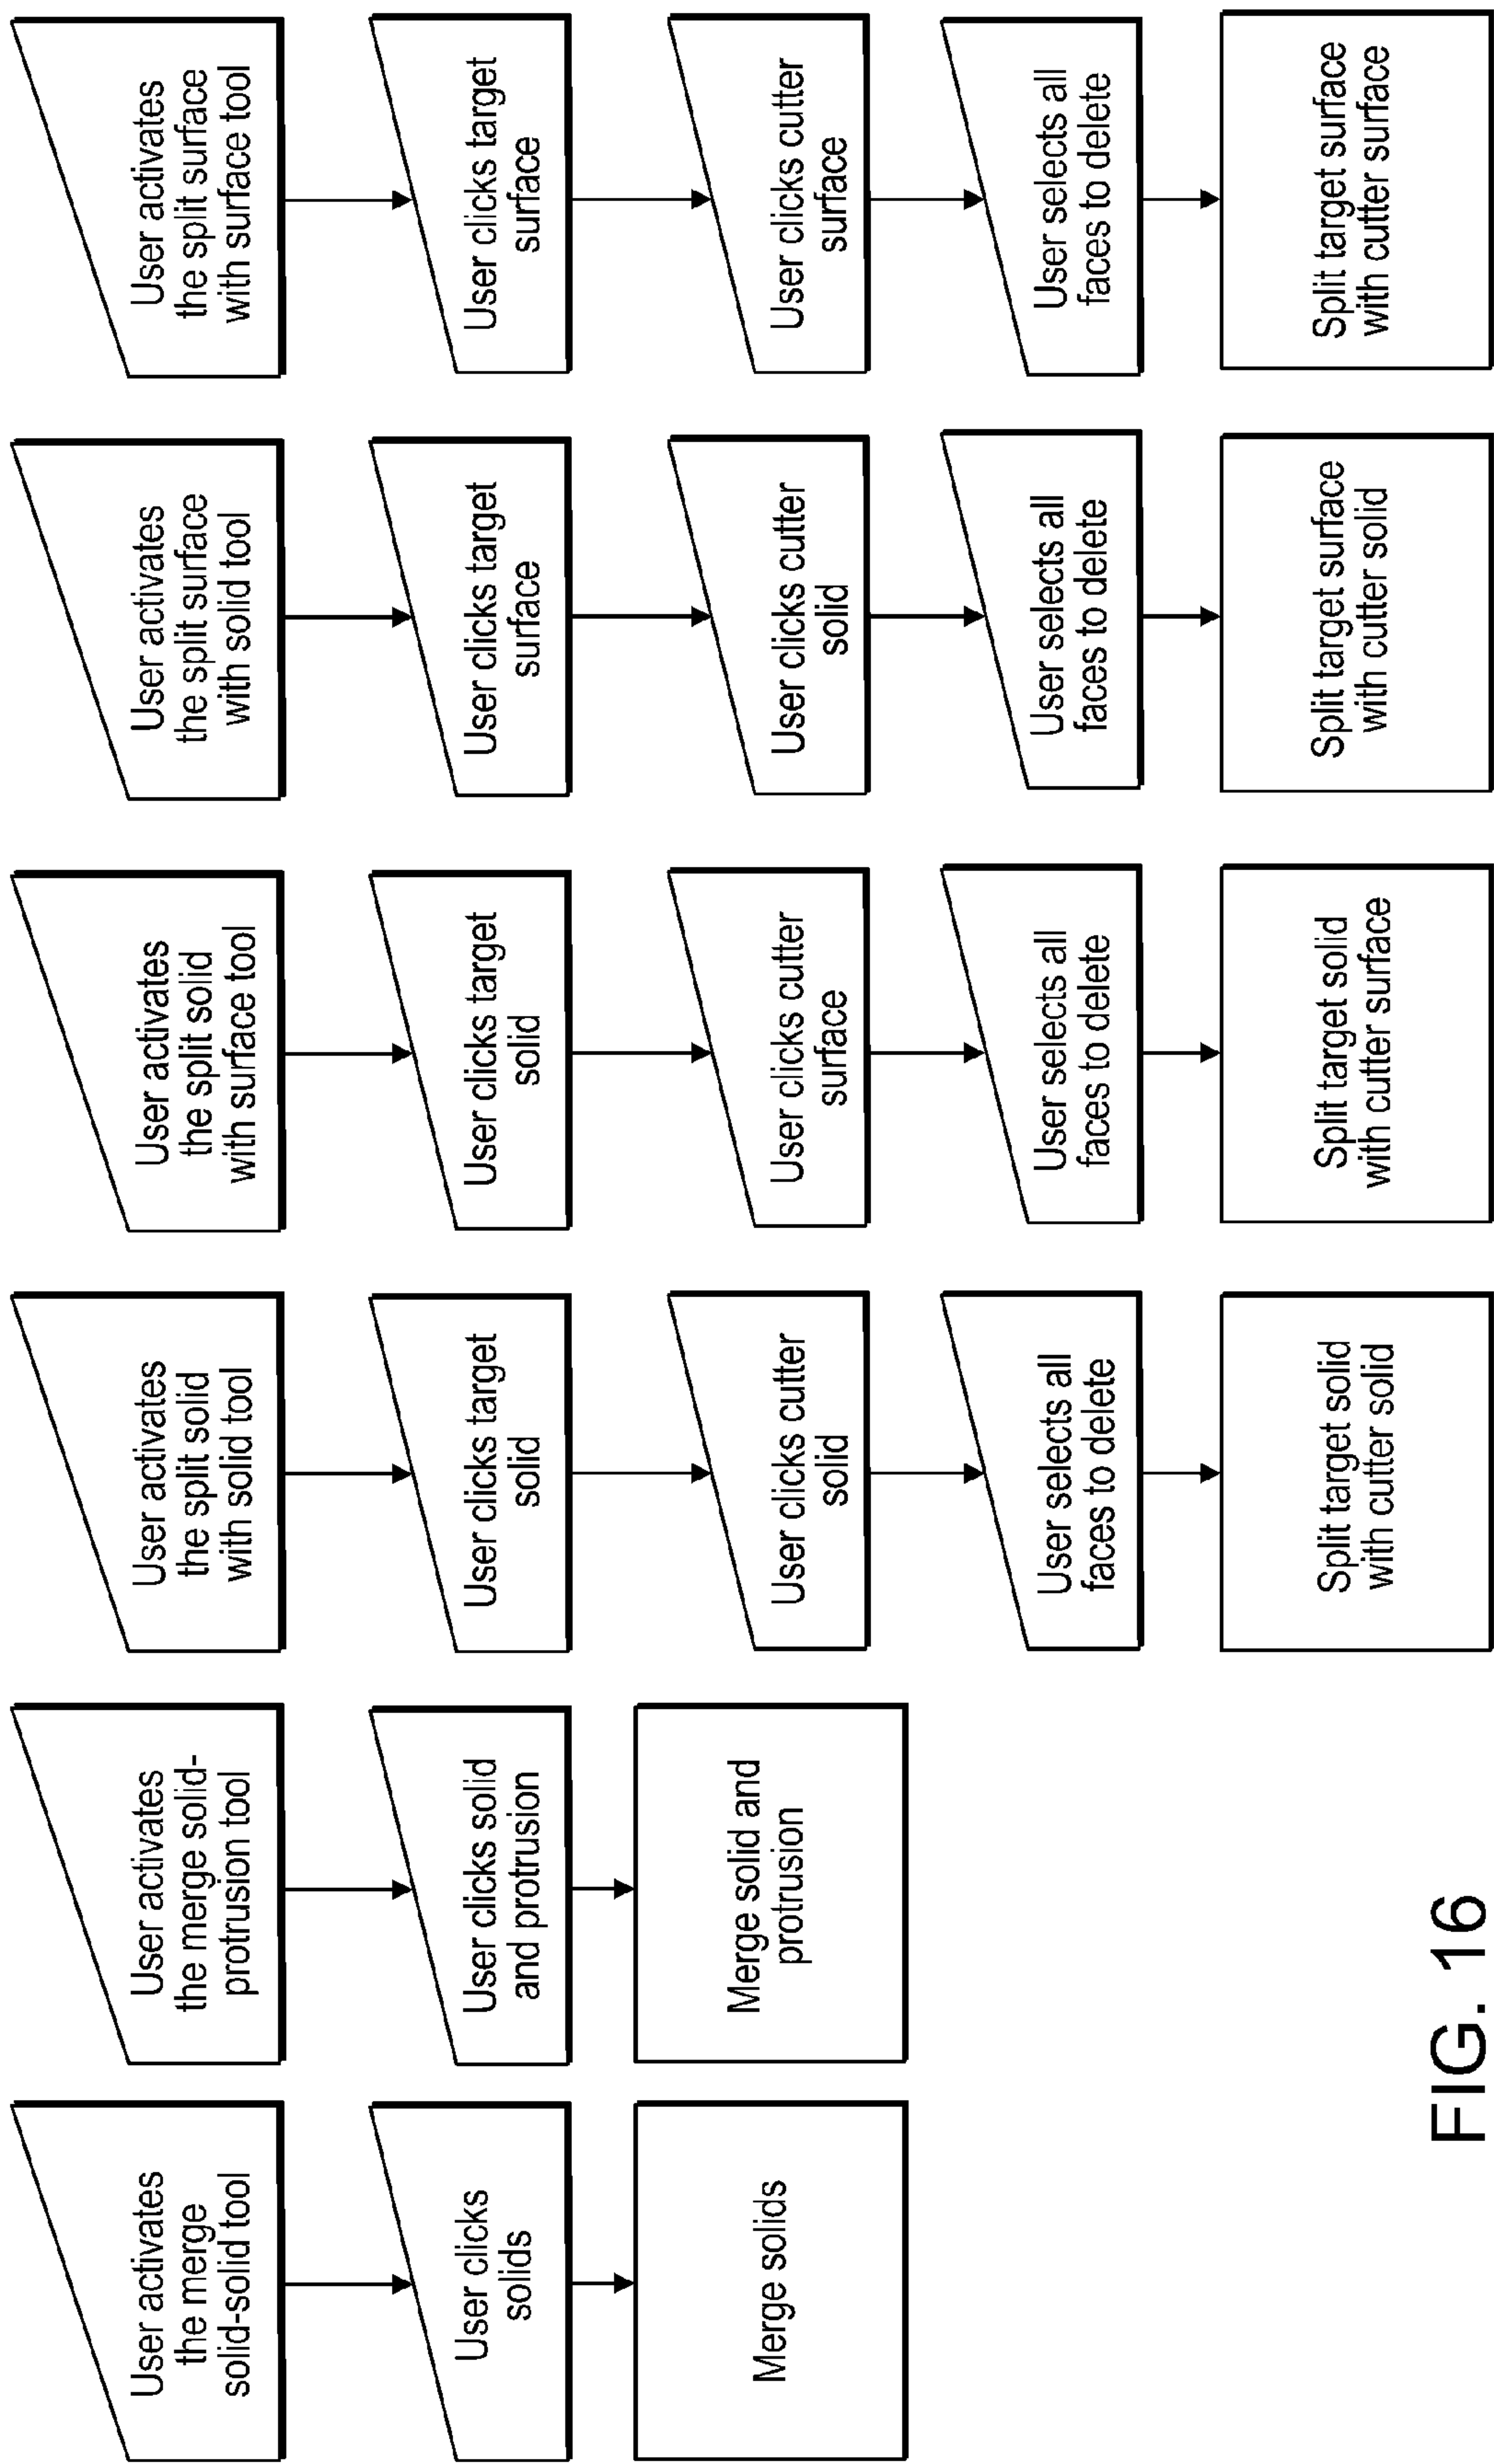 User activates
the merge
solid-solid tool
User clicks
solids
Merge solids
User activates
the merge solid-
protrusion tool
User clicks solid
and protrusion
Merge solid and
protrusion
User activates
the split solid
with solid tool
User clicks target
solid
User clicks cutter
solid
User selects all
faces to delete
Split target solid
with cutter solid
User activates
the split solid
with surface tool
User clicks target
solid
User clicks cutter
surface
User selects all
faces to delete
Split target solid
with cutter surface
User activates
the split surface
with solid tool
User clicks target
surface
User clicks cutter
solid
User selects all
faces to delete
Split target surface
with cutter solid
User activates
the split surface
with surface tool
User clicks target
surface
User clicks cutter
surface
User selects all
faces to delete
Split target surface
with cutter surface
FIG. 16